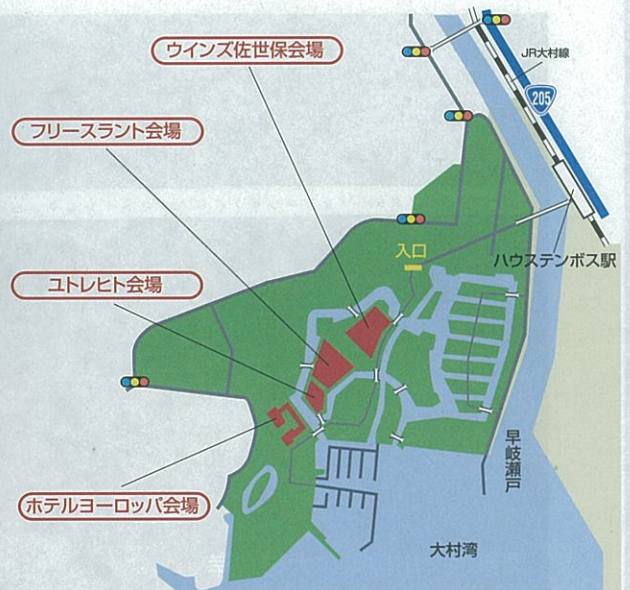 ウインズ佐世保会場
JR大村線
205
フリースラント会場
入口
ハウステンボス駅
ユトレヒト会場
早岐瀬戸
ホテルヨーロッパ会場
大村湾